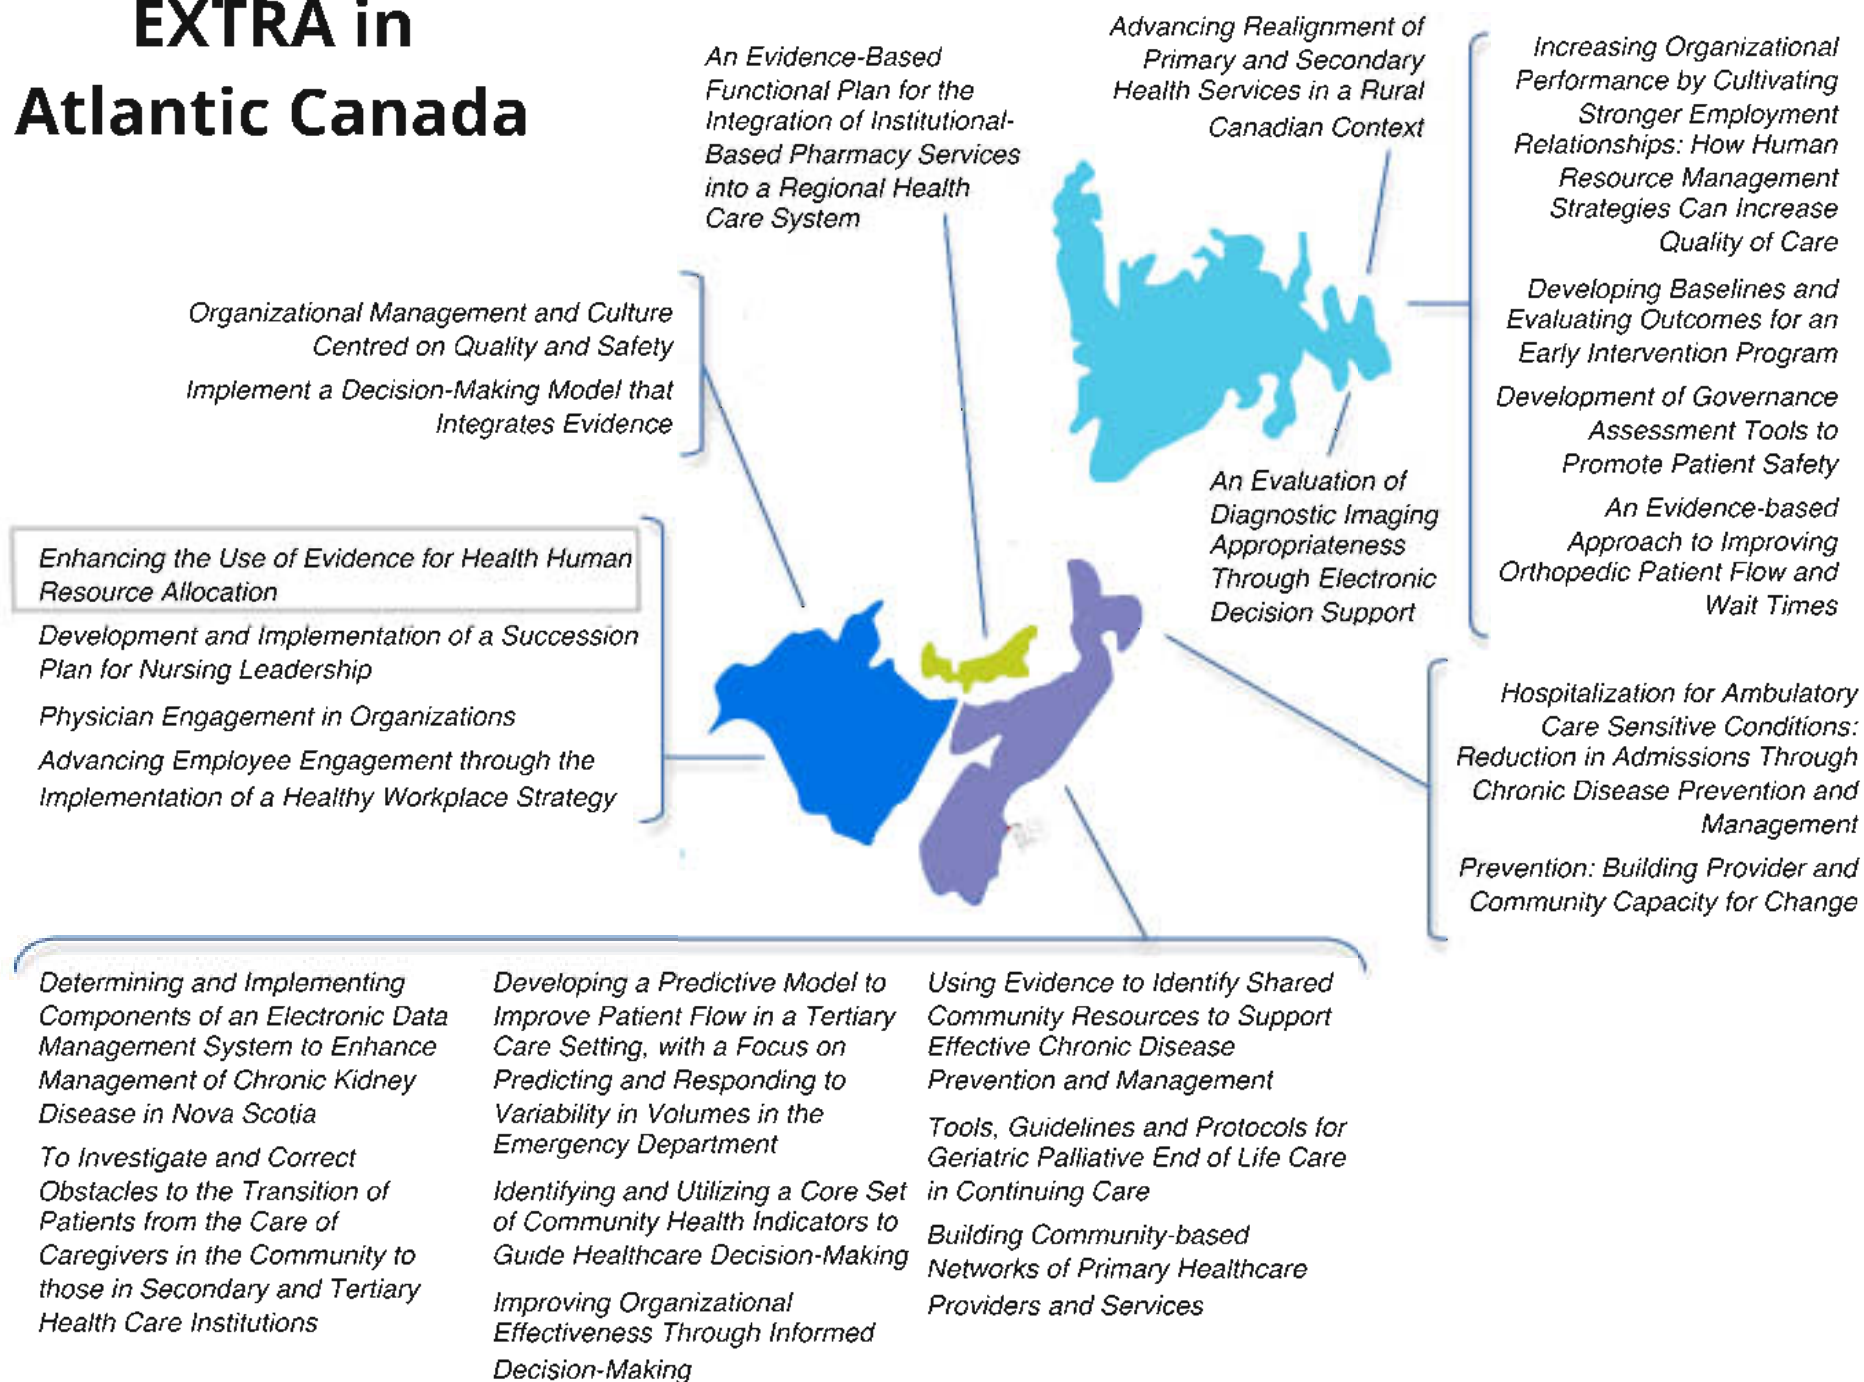 EXTRA in
Atlantic Canada
An Evidence-Based
Functional Plan for the
Integration of Institutional-
Based Pharmacy Services
into a Regional Health
Care System
Advancing Realignment of
Primary and Secondary
Health Services in a Rural
Canadian Context
Increasing Organizational
Performance by Cultivating
Stronger Employment
Relationships: How Human
Resource Management
Strategies Can Increase
Quality of Care
Developing Baselines and
Evaluating Outcomes for an
Early Intervention Program
Development of Governance
Assessment Tools to
Promote Patient Safety
An Evidence-based
Approach to Improving
Orthopedic Patient Flow and
Wait Times
Organizational Management and Culture
Centred on Quality and Safety
Implement a Decision-Making Model that
Integrates Evidence
An Evaluation of
Diagnostic Imaging
Appropriateness
Through Electronic
Decision Support
Enhancing the Use of Evidence for Health Human
Resource Allocation
Development and Implementation of a Succession
Plan for Nursing Leadership
Physician Engagement in Organizations
Advancing Employee Engagement through the
Implementation of a Healthy Workplace Strategy
Hospitalization for Ambulatory
Care Sensitive Conditions:
Reduction in Admissions Through
Chronic Disease Prevention and
Management
Prevention: Building Provider and
Community Capacity for Change
Determining and Implementing
Components of an Electronic Data
Management System to Enhance
Management of Chronic Kidney
Disease in Nova Scotia
To Investigate and Correct
Obstacles to the Transition of
Patients from the Care of
Caregivers in the Community to
those in Secondary and Tertiary
Health Care Institutions
Developing a Predictive Model to
Improve Patient Flow in a Tertiary
Care Setting, with a Focus on
Predicting and Responding to
Variability in Volumes in the
Emergency Department
Identifying and Utilizing a Core Set
of Community Health Indicators to
Guide Healthcare Decision-Making
Improving Organizational
Effectiveness Through Informed
Decision-Making
Using Evidence to Identify Shared
Community Resources to Support
Effective Chronic Disease
Prevention and Management
Tools, Guidelines and Protocols for
Geriatric Palliative End of Life Care
in Continuing Care
Building Community-based
Networks of Primary Healthcare
Providers and Services